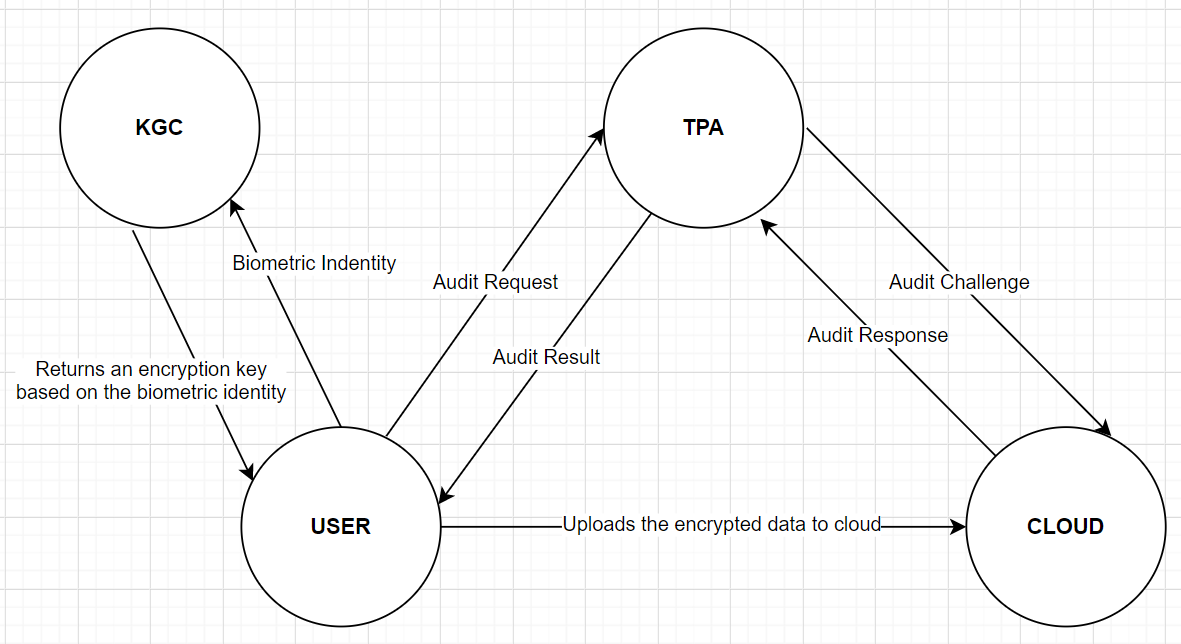 KGC
TPA
Biometric Indentity
Audit Request
Audit Challenge
Audit Response
Audit Result
Returns an encryption key
based on the biometric identity
USER
Uploads the encrypted data to cloud
CLOUD